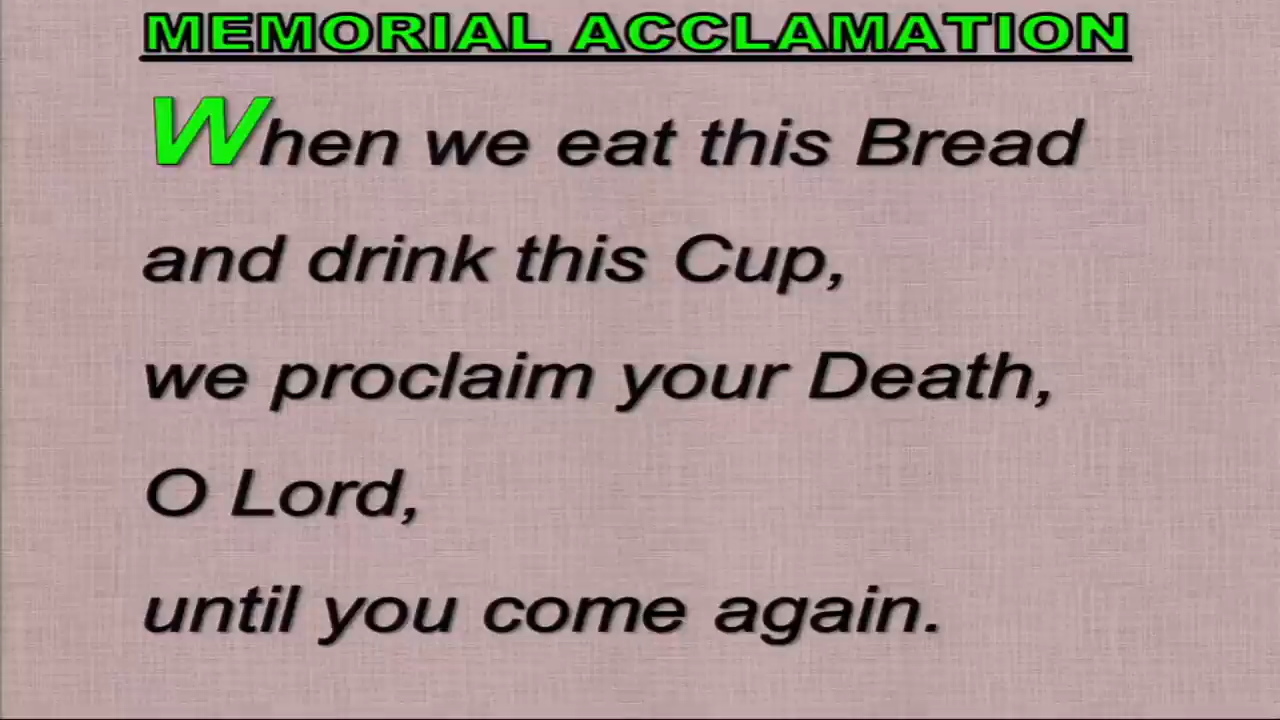 MEMORIAL ACCLAMATION
When we eat this Bread
and drink this Cup,
we proclaim your Death,
O Lord,
until you come again.